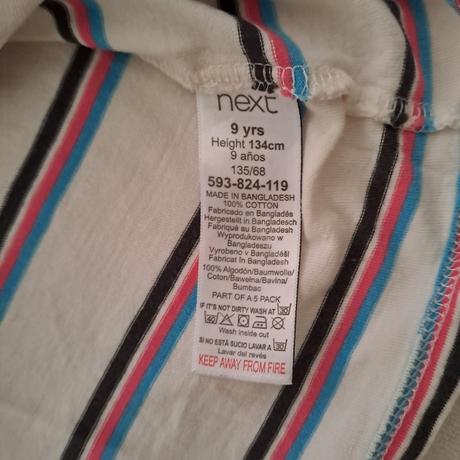 next
9 yrs
Height 134cm
9 años
135/68
593-824-119
MADE IN BANGLADESH
100% COTTON
Fabricado en Bangladés
Hergestellt in Bangladesch
Fabriqué au Bangladesh
Wyprodukowano w
Bangladeszu
Vyrobeno v Bangladéši
Fabricat în Bangladesh
100% Algodón/Baumwolle/
Coton/Bawełna/Bavlna/
Bumbac
PART OF A 5 PACK
IF IT'S NOT DIRTY WASH AT 30
40
Wash inside out
SI NO ESTÁ SUCIO LAVAR A 30
Lavar del revés
KEEP AWAY FROM FIRE